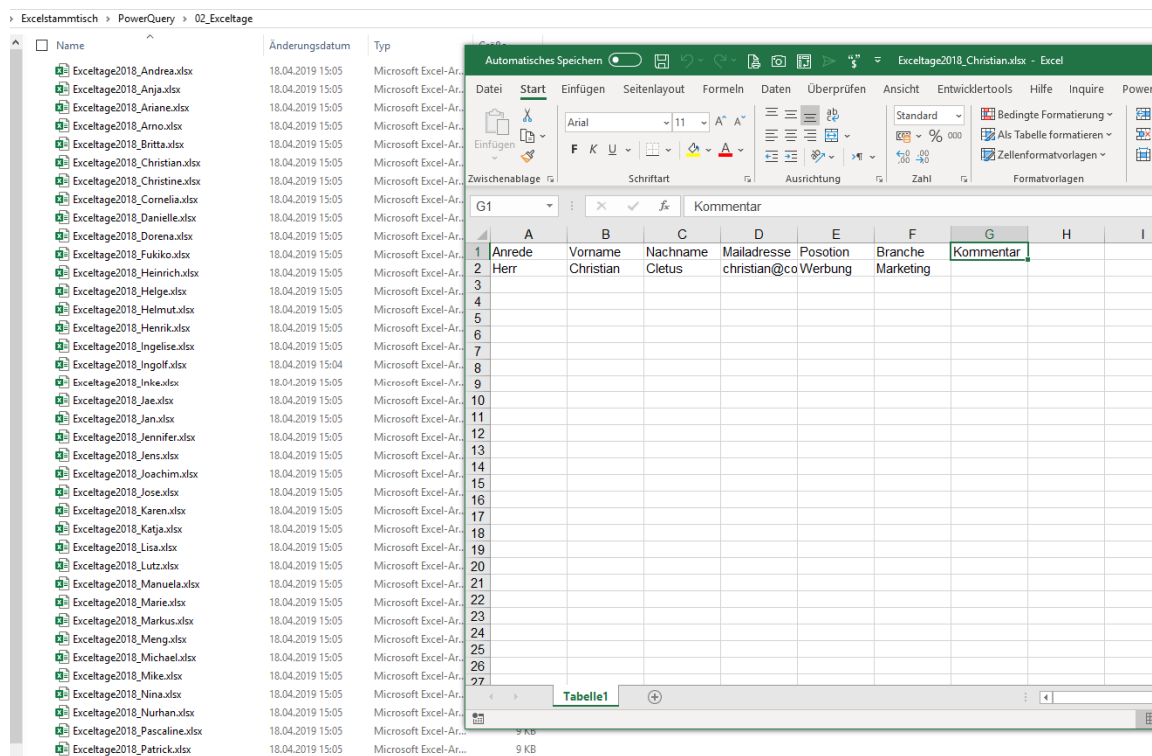 Excelstammtisch › PowerQuery › 02_Exceltage
Name Änderungsdatum Typ
Exceltage2018_Andrea.xlsx 18.04.2019 15:05 Microsoft Excel-Ar...
Exceltage2018_Anja.xlsx 18.04.2019 15:05 Microsoft Excel-Ar...
Exceltage2018_Ariane.xlsx 18.04.2019 15:05 Microsoft Excel-Ar...
Exceltage2018_Arno.xlsx 18.04.2019 15:05 Microsoft Excel-Ar...
Exceltage2018_Britta.xlsx 18.04.2019 15:05 Microsoft Excel-Ar...
Exceltage2018_Christian.xlsx 18.04.2019 15:05 Microsoft Excel-Ar...
Exceltage2018_Christine.xlsx 18.04.2019 15:05 Microsoft Excel-Ar...
Exceltage2018_Cornelia.xlsx 18.04.2019 15:05 Microsoft Excel-Ar...
Exceltage2018_Danielle.xlsx 18.04.2019 15:05 Microsoft Excel-Ar...
Exceltage2018_Dorena.xlsx 18.04.2019 15:05 Microsoft Excel-Ar...
Exceltage2018_Fukiko.xlsx 18.04.2019 15:05 Microsoft Excel-Ar...
Exceltage2018_Heinrich.xlsx 18.04.2019 15:05 Microsoft Excel-Ar...
Exceltage2018_Helge.xlsx 18.04.2019 15:05 Microsoft Excel-Ar...
Exceltage2018_Helmut.xlsx 18.04.2019 15:05 Microsoft Excel-Ar...
Exceltage2018_Henrik.xlsx 18.04.2019 15:05 Microsoft Excel-Ar...
Exceltage2018_Ingelise.xlsx 18.04.2019 15:05 Microsoft Excel-Ar...
Exceltage2018_Ingolf.xlsx 18.04.2019 15:04 Microsoft Excel-Ar...
Exceltage2018_Inke.xlsx 18.04.2019 15:05 Microsoft Excel-Ar...
Exceltage2018_Jae.xlsx 18.04.2019 15:05 Microsoft Excel-Ar...
Exceltage2018_Jan.xlsx 18.04.2019 15:05 Microsoft Excel-Ar...
Exceltage2018_Jennifer.xlsx 18.04.2019 15:05 Microsoft Excel-Ar...
Exceltage2018_Jens.xlsx 18.04.2019 15:05 Microsoft Excel-Ar...
Exceltage2018_Joachim.xlsx 18.04.2019 15:05 Microsoft Excel-Ar...
Exceltage2018_Jose.xlsx 18.04.2019 15:05 Microsoft Excel-Ar...
Exceltage2018_Karen.xlsx 18.04.2019 15:05 Microsoft Excel-Ar...
Exceltage2018_Katja.xlsx 18.04.2019 15:05 Microsoft Excel-Ar...
Exceltage2018_Lisa.xlsx 18.04.2019 15:05 Microsoft Excel-Ar...
Exceltage2018_Lutz.xlsx 18.04.2019 15:05 Microsoft Excel-Ar...
Exceltage2018_Manuela.xlsx 18.04.2019 15:05 Microsoft Excel-Ar...
Exceltage2018_Marie.xlsx 18.04.2019 15:05 Microsoft Excel-Ar...
Exceltage2018_Markus.xlsx 18.04.2019 15:05 Microsoft Excel-Ar...
Exceltage2018_Meng.xlsx 18.04.2019 15:05 Microsoft Excel-Ar...
Exceltage2018_Michael.xlsx 18.04.2019 15:05 Microsoft Excel-Ar...
Exceltage2018_Mike.xlsx 18.04.2019 15:05 Microsoft Excel-Ar...
Exceltage2018_Nina.xlsx 18.04.2019 15:05 Microsoft Excel-Ar...
Exceltage2018_Nurhan.xlsx 18.04.2019 15:05 Microsoft Excel-Ar...
Exceltage2018_Pascaline.xlsx 18.04.2019 15:05 Microsoft Excel-Ar... 9 KB
Exceltage2018_Patrick.xlsx 18.04.2019 15:05 Microsoft Excel-Ar... 9 KB
Automatisches Speichern Exceltage2018_Christian.xlsx - Excel
Datei Start Einfügen Seitenlayout Formeln Daten Überprüfen Ansicht Entwicklertools Hilfe Inquire Power
Einfügen Arial 11 Standard Bedingte Formatierung
F K U % 000 Als Tabelle formatieren
Zellenformatvorlagen
Zwischenablage Schriftart Ausrichtung Zahl Formatvorlagen
G1 fx Kommentar
A B C D E F G H I
1 Anrede Vorname Nachname Mailadresse Posotion Branche Kommentar
2 Herr Christian Cletus christian@co Werbung Marketing
3
4
5
6
7
8
9
10
11
12
13
14
15
16
17
18
19
20
21
22
23
24
25
26
27
Tabelle1